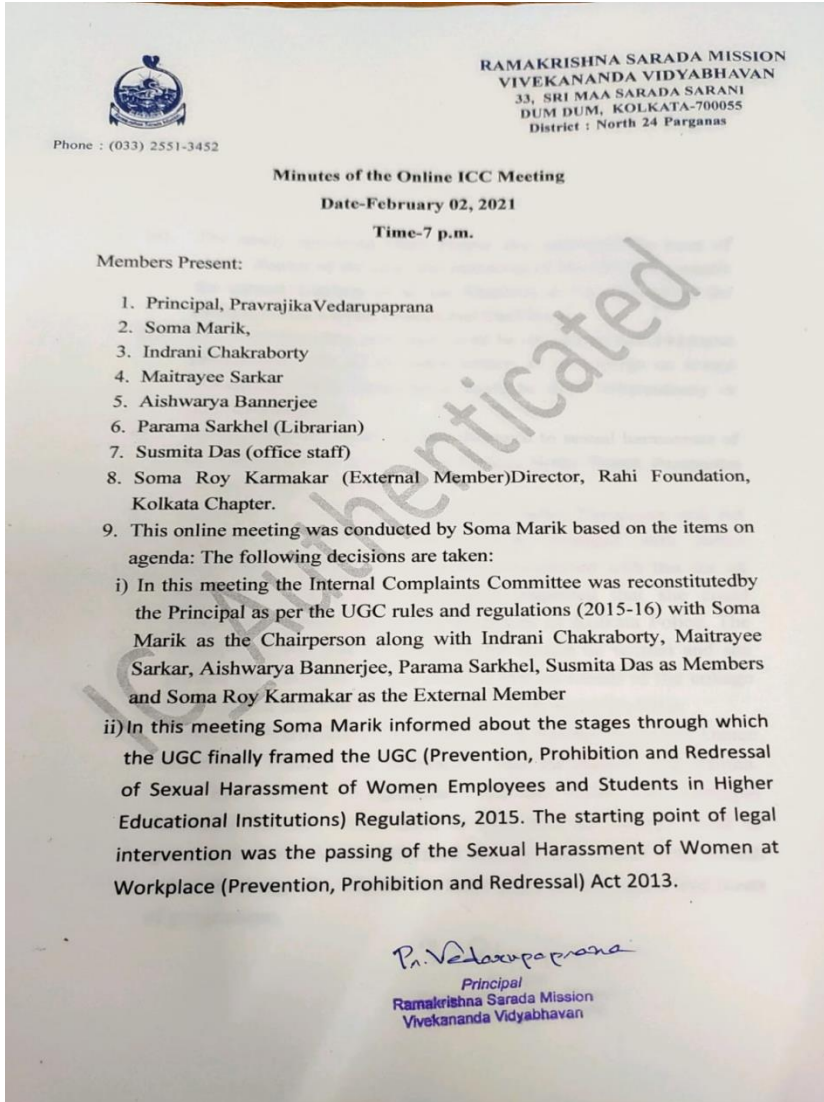 RAMAKRISHNA SARADA MISSION
VIVEKANANDA VIDYABHAVAN
33, SRI MAA SARADA SARANI
DUM DUM, KOLKATA-700055
District : North 24 Parganas
Phone : (033) 2551-3452
Minutes of the Online ICC Meeting
Date-February 02, 2021
Time-7 p.m.
Members Present:
1. Principal, PravrajikaVedarupaprana
2. Soma Marik,
3. Indrani Chakraborty
4. Maitrayee Sarkar
5. Aishwarya Bannerjee
6. Parama Sarkhel (Librarian)
7. Susmita Das (office staff)
8. Soma Roy Karmakar (External Member)Director, Rahi Foundation,
Kolkata Chapter.
9. This online meeting was conducted by Soma Marik based on the items on
agenda: The following decisions are taken:
i) In this meeting the Internal Complaints Committee was reconstitutedby
the Principal as per the UGC rules and regulations (2015-16) with Soma
Marik as the Chairperson along with Indrani Chakraborty, Maitrayee
Sarkar, Aishwarya Bannerjee, Parama Sarkhel, Susmita Das as Members
and Soma Roy Karmakar as the External Member
ii) In this meeting Soma Marik informed about the stages through which
the UGC finally framed the UGC (Prevention, Prohibition and Redressal
of Sexual Harassment of Women Employees and Students in Higher
Educational Institutions) Regulations, 2015. The starting point of legal
intervention was the passing of the Sexual Harassment of Women at
Workplace (Prevention, Prohibition and Redressal) Act 2013.
IC_Authenticated
Pr. Vedarupaprana
Principal
Ramakrishna Sarada Mission
Vivekananda Vidyabhavan